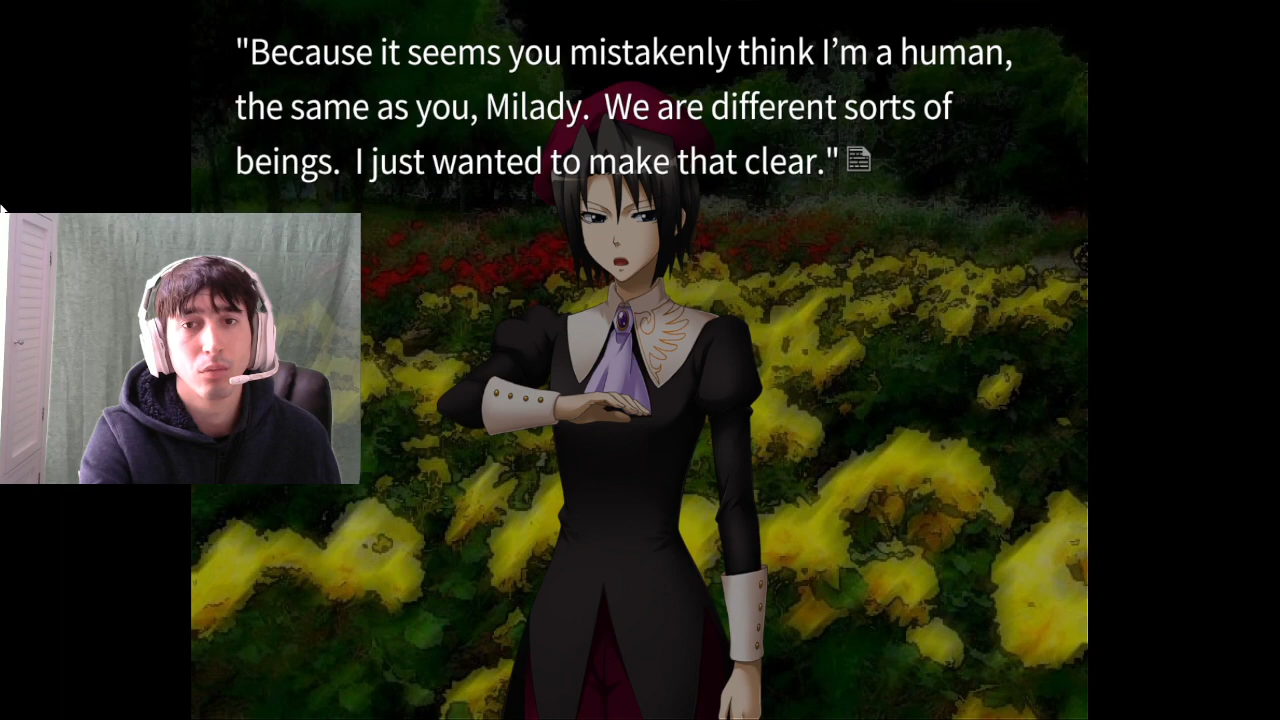 "Because it seems you mistakenly think I’m a human,
the same as you, Milady.  We are different sorts of
beings.  I just wanted to make that clear."